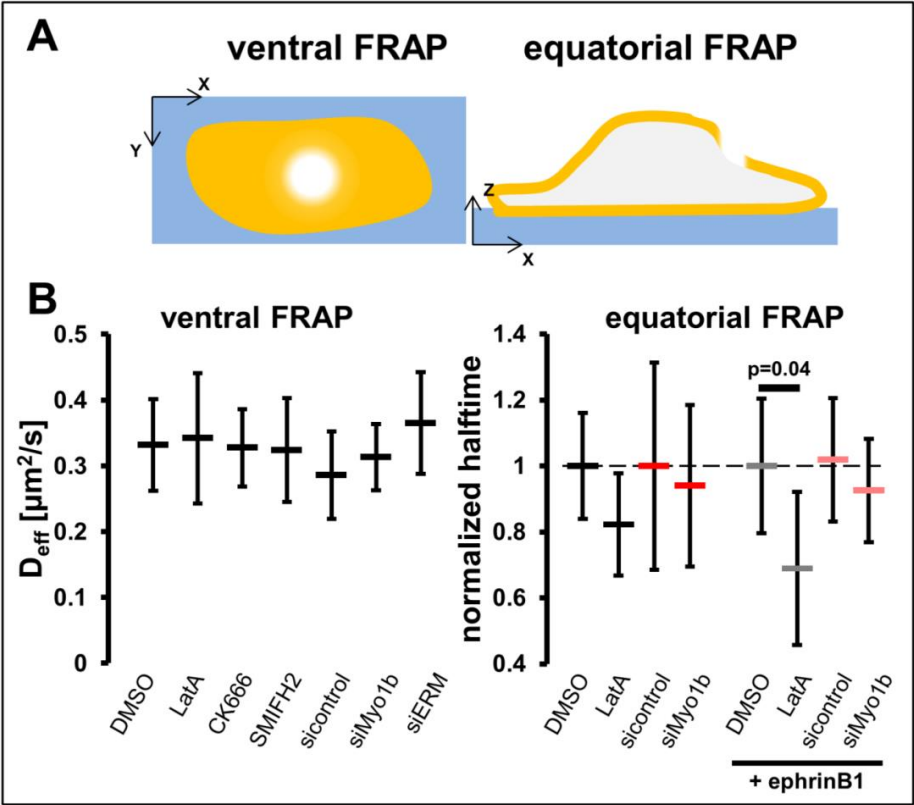 A
ventral FRAP
equatorial FRAP
X
Y
Z
X
B
ventral FRAP
D_eff [µm²/s]
0.5
0.4
0.3
0.2
0.1
0
DMSO
LatA
CK666
SMIFH2
sicontrol
siMyo1b
siERM
equatorial FRAP
normalized halftime
1.4
1.2
1
0.8
0.6
0.4
p=0.04
DMSO
LatA
sicontrol
siMyo1b
DMSO
LatA
sicontrol
siMyo1b
+ ephrinB1